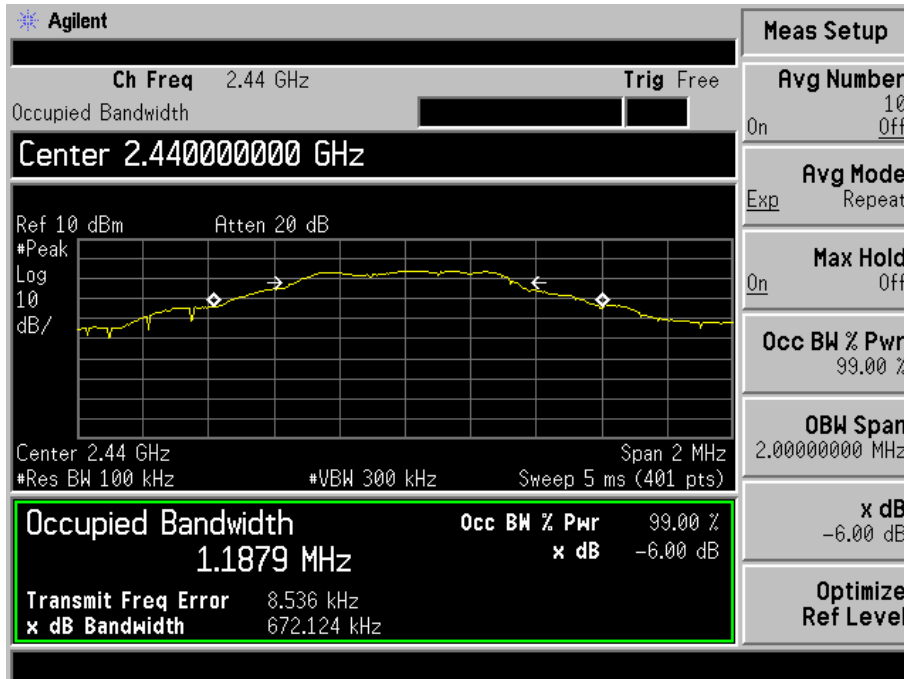 Agilent
Ch Freq 2.44 GHz Trig Free
Occupied Bandwidth
Center 2.440000000 GHz
Ref 10 dBm Atten 20 dB
#Peak
Log
10
dB/
Center 2.44 GHz Span 2 MHz
#Res BW 100 kHz #VBW 300 kHz Sweep 5 ms (401 pts)
Occupied Bandwidth Occ BW % Pwr 99.00 %
1.1879 MHz x dB -6.00 dB
Transmit Freq Error 8.536 kHz
x dB Bandwidth 672.124 kHz
Meas Setup
Avg Number
10
On Off
Avg Mode
Exp Repeat
Max Hold
On Off
Occ BW % Pwr
99.00 %
OBW Span
2.00000000 MHz
x dB
-6.00 dB
Optimize
Ref Level